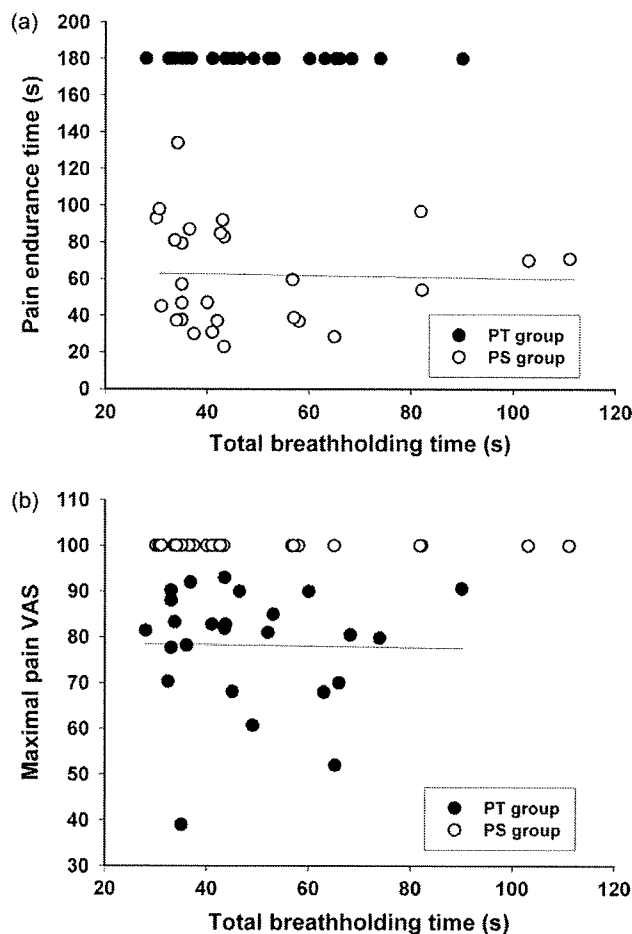 (a)
200
180
160
140
120
100
80
60
40
20
0
Pain endurance time (s)
PT group
PS group
20 40 60 80 100 120
Total breathholding time (s)
(b)
110
100
90
80
70
60
50
40
30
Maximal pain VAS
PT group
PS group
20 40 60 80 100 120
Total breathholding time (s)